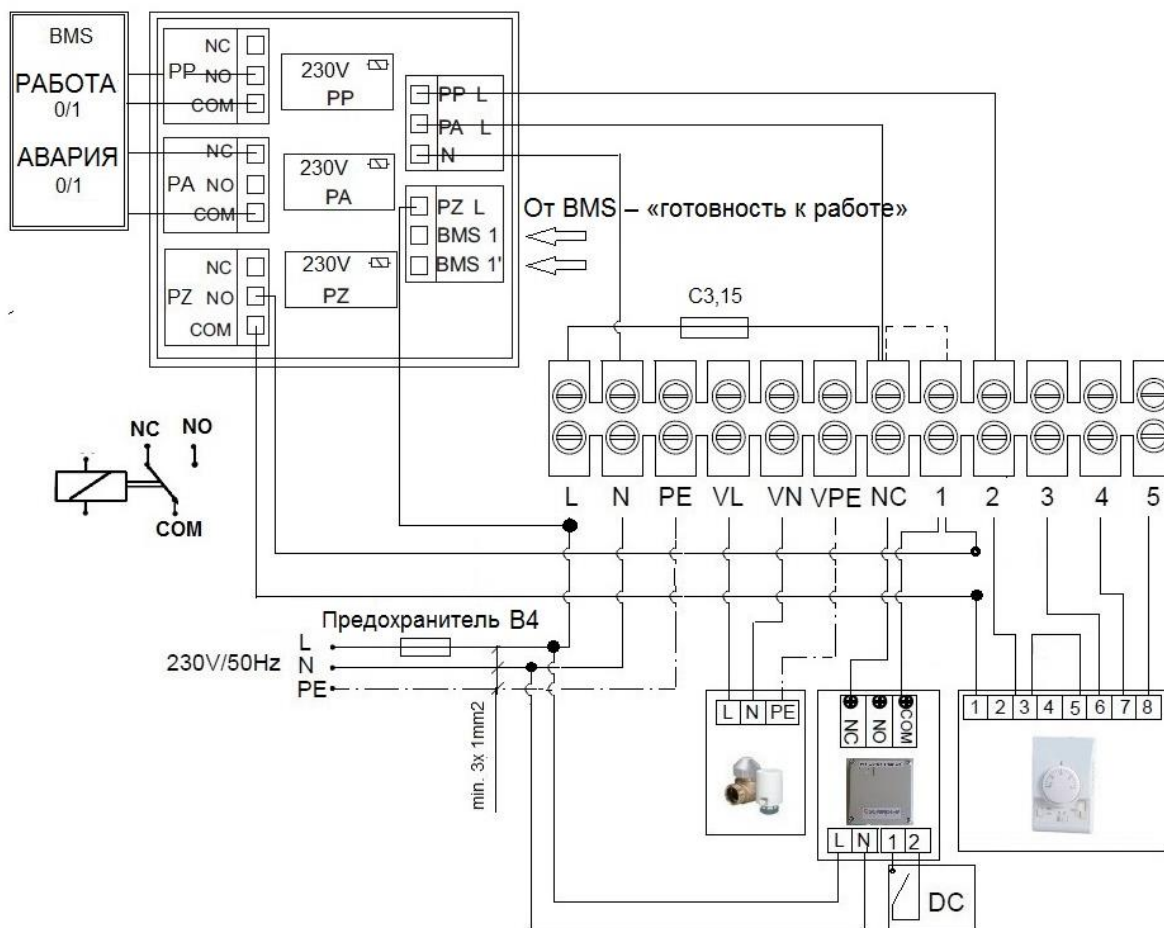 BMS
РАБОТА
0/1
АВАРИЯ
0/1
PP
NC
NO
COM
230V
PP
PA
NC
NO
COM
230V
PA
PZ
NC
NO
COM
230V
PZ
PP L
PA L
N
PZ L
BMS 1
BMS 1'
От BMS – «готовность к работе»
C3,15
NC NO
COM
L N PE VL VN VPE NC 1 2 3 4 5
Предохранитель B4
230V/50Hz
L
N
PE
min. 3x 1mm2
L N PE
NC NO COM
L N 1 2
DC
1 2 3 4 5 6 7 8